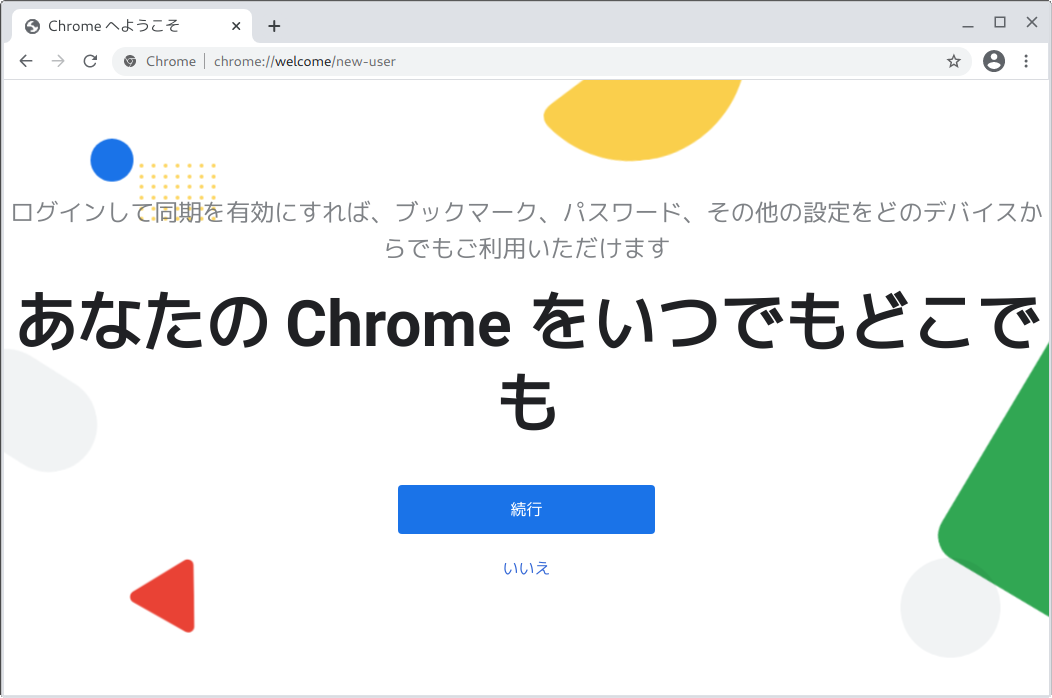 Chrome へようこそ
Chrome
chrome://welcome/new-user
ログインして同期を有効にすれば、ブックマーク、パスワード、その他の設定をどのデバイスか
らでもご利用いただけます
あなたの Chrome をいつでもどこで
も
続行
いいえ